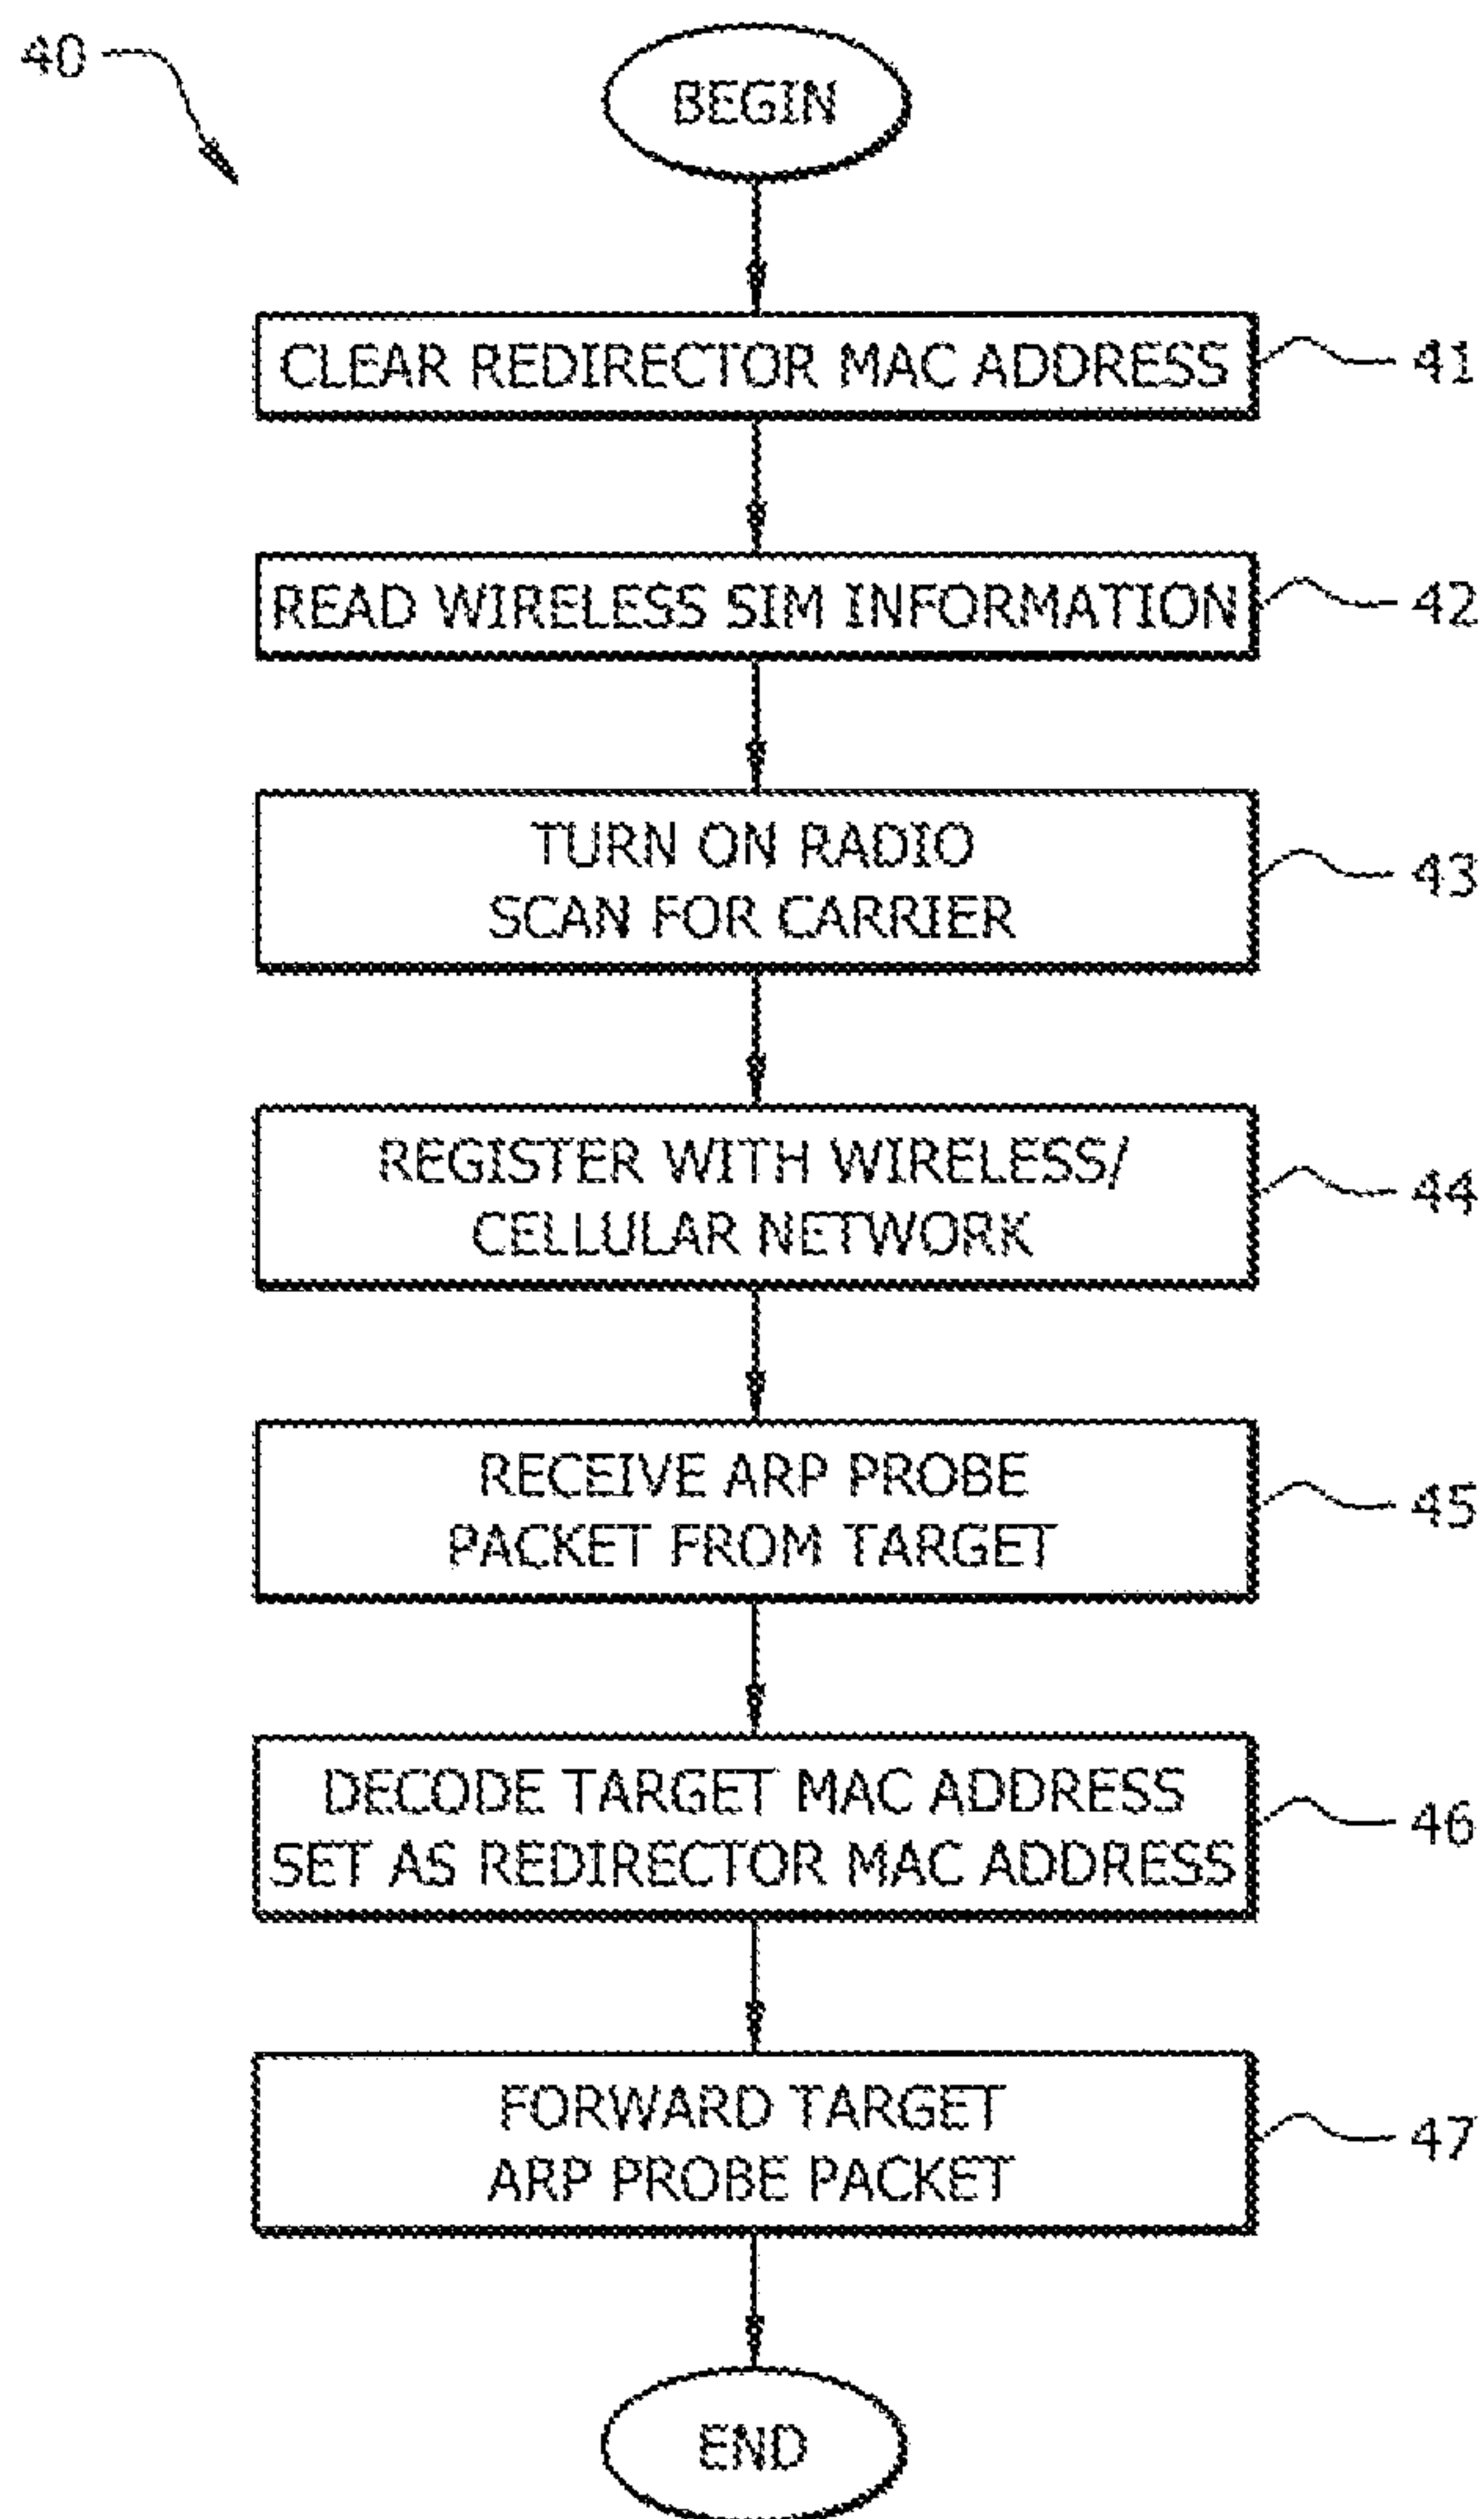 40
BEGIN
CLEAR REDIRECTOR MAC ADDRESS
41
READ WIRELESS SIM INFORMATION
42
TURN ON RADIO
SCAN FOR CARRIER
43
REGISTER WITH WIRELESS/
CELLULAR NETWORK
44
RECEIVE ARP PROBE
PACKET FROM TARGET
45
DECODE TARGET MAC ADDRESS
SET AS REDIRECTOR MAC ADDRESS
46
FORWARD TARGET
ARP PROBE PACKET
47
END